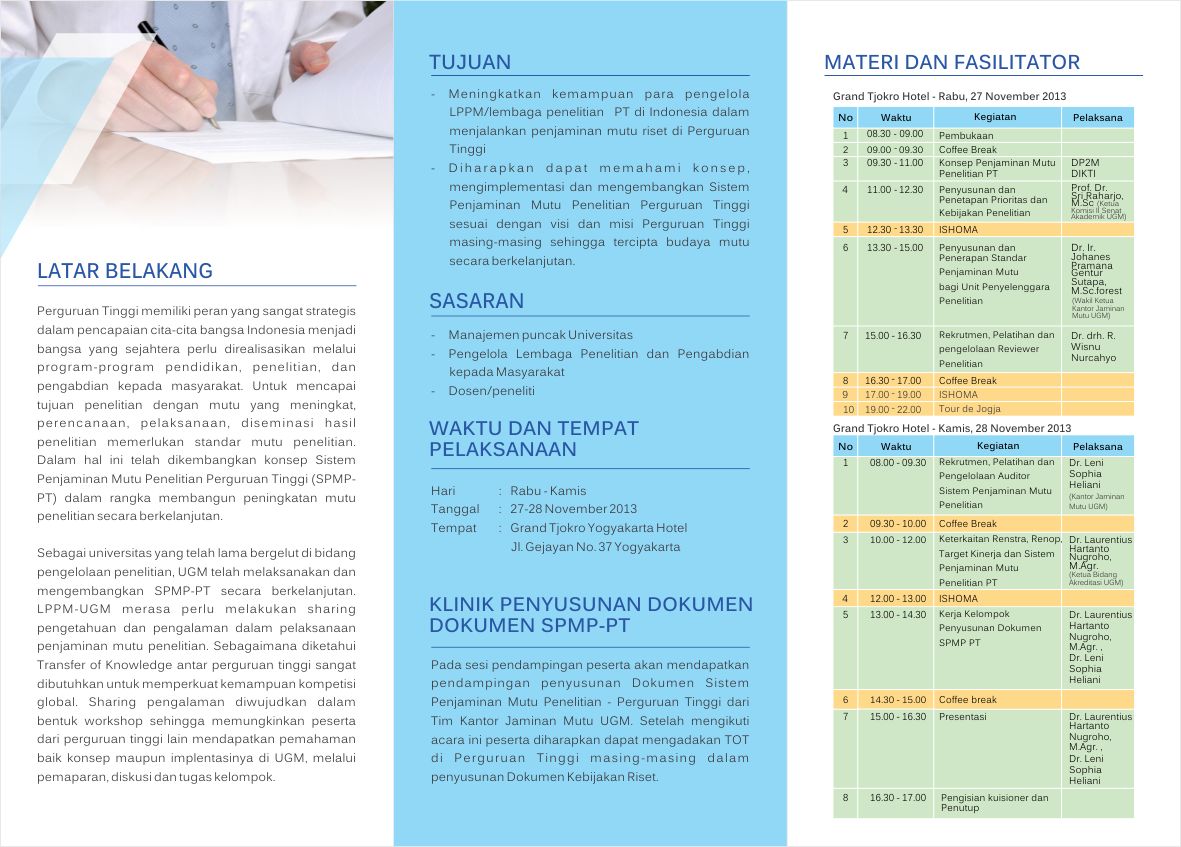 LATAR BELAKANG
Perguruan Tinggi memiliki peran yang sangat strategis
dalam pencapaian cita-cita bangsa Indonesia menjadi
bangsa yang sejahtera perlu direalisasikan melalui
program-program pendidikan, penelitian, dan
pengabdian kepada masyarakat. Untuk mencapai
tujuan penelitian dengan mutu yang meningkat,
perencanaan, pelaksanaan, diseminasi hasil
penelitian memerlukan standar mutu penelitian.
Dalam hal ini telah dikembangkan konsep Sistem
Penjaminan Mutu Penelitian Perguruan Tinggi (SPMP-
PT) dalam rangka membangun peningkatan mutu
penelitian secara berkelanjutan.
Sebagai universitas yang telah lama bergelut di bidang
pengelolaan penelitian, UGM telah melaksanakan dan
mengembangkan SPMP-PT secara berkelanjutan.
LPPM-UGM merasa perlu melakukan sharing
pengetahuan dan pengalaman dalam pelaksanaan
penjaminan mutu penelitian. Sebagaimana diketahui
Transfer of Knowledge antar perguruan tinggi sangat
dibutuhkan untuk memperkuat kemampuan kompetisi
global. Sharing pengalaman diwujudkan dalam
bentuk workshop sehingga memungkinkan peserta
dari perguruan tinggi lain mendapatkan pemahaman
baik konsep maupun implentasinya di UGM, melalui
pemaparan, diskusi dan tugas kelompok.
TUJUAN
- Meningkatkan kemampuan para pengelola
LPPM/lembaga penelitian PT di Indonesia dalam
menjalankan penjaminan mutu riset di Perguruan
Tinggi
- Diharapkan dapat memahami konsep,
mengimplementasi dan mengembangkan Sistem
Penjaminan Mutu Penelitian Perguruan Tinggi
sesuai dengan visi dan misi Perguruan Tinggi
masing-masing sehingga tercipta budaya mutu
secara berkelanjutan.
SASARAN
- Manajemen puncak Universitas
- Pengelola Lembaga Penelitian dan Pengabdian
kepada Masyarakat
- Dosen/peneliti
WAKTU DAN TEMPAT
PELAKSANAAN
Hari : Rabu - Kamis
Tanggal : 27-28 November 2013
Tempat : Grand Tjokro Yogyakarta Hotel
Jl. Gejayan No. 37 Yogyakarta
KLINIK PENYUSUNAN DOKUMEN
DOKUMEN SPMP-PT
Pada sesi pendampingan peserta akan mendapatkan
pendampingan penyusunan Dokumen Sistem
Penjaminan Mutu Penelitian - Perguruan Tinggi dari
Tim Kantor Jaminan Mutu UGM. Setelah mengikuti
acara ini peserta diharapkan dapat mengadakan TOT
di Perguruan Tinggi masing-masing dalam
penyusunan Dokumen Kebijakan Riset.
MATERI DAN FASILITATOR
Grand Tjokro Hotel - Rabu, 27 November 2013
No Waktu Kegiatan Pelaksana
1 08.30 - 09.00 Pembukaan
2 09.00 - 09.30 Coffee Break
3 09.30 - 11.00 Konsep Penjaminan Mutu DP2M
Penelitian PT DIKTI
4 11.00 - 12.30 Penyusunan dan Prof. Dr.
Penetapan Prioritas dan Sri Raharjo,
Kebijakan Penelitian M.Sc (Ketua
Komisi II Senat
Akademik UGM)
5 12.30 - 13.30 ISHOMA
6 13.30 - 15.00 Penyusunan dan Dr. Ir.
Penerapan Standar Johanes
Penjaminan Mutu Pramana
bagi Unit Penyelenggara Gentur
Penelitian Sutapa,
M.Sc.forest
(Wakil Ketua
Kantor Jaminan
Mutu UGM)
7 15.00 - 16.30 Rekrutmen, Pelatihan dan Dr. drh. R.
pengelolaan Reviewer Wisnu
Penelitian Nurcahyo
8 16.30 - 17.00 Coffee Break
9 17.00 - 19.00 ISHOMA
10 19.00 - 22.00 Tour de Jogja
Grand Tjokro Hotel - Kamis, 28 November 2013
No Waktu Kegiatan Pelaksana
1 08.00 - 09.30 Rekrutmen, Pelatihan dan Dr. Leni
Pengelolaan Auditor Sophia
Sistem Penjaminan Mutu Heliani
Penelitian (Kantor Jaminan
Mutu UGM)
2 09.30 - 10.00 Coffee Break
3 10.00 - 12.00 Keterkaitan Renstra, Renop, Dr. Laurentius
Target Kinerja dan Sistem Hartanto
Penjaminan Mutu Nugroho,
Penelitian PT M.Agr.
(Ketua Bidang
Akreditasi UGM)
4 12.00 - 13.00 ISHOMA
5 13.00 - 14.30 Kerja Kelompok Dr. Laurentius
Penyusunan Dokumen Hartanto
SPMP PT Nugroho,
M.Agr. ,
Dr. Leni
Sophia
Heliani
6 14.30 - 15.00 Coffee break
7 15.00 - 16.30 Presentasi Dr. Laurentius
Hartanto
Nugroho,
M.Agr. ,
Dr. Leni
Sophia
Heliani
8 16.30 - 17.00 Pengisian kuisioner dan
Penutup